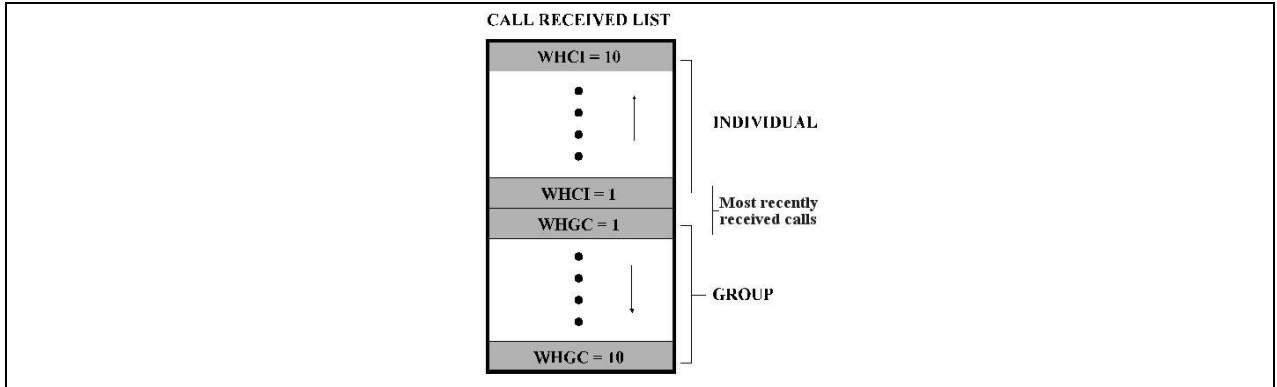 CALL RECEIVED LIST
WHCI = 10
INDIVIDUAL
WHCI = 1
Most recently
received calls
WHGC = 1
GROUP
WHGC = 10